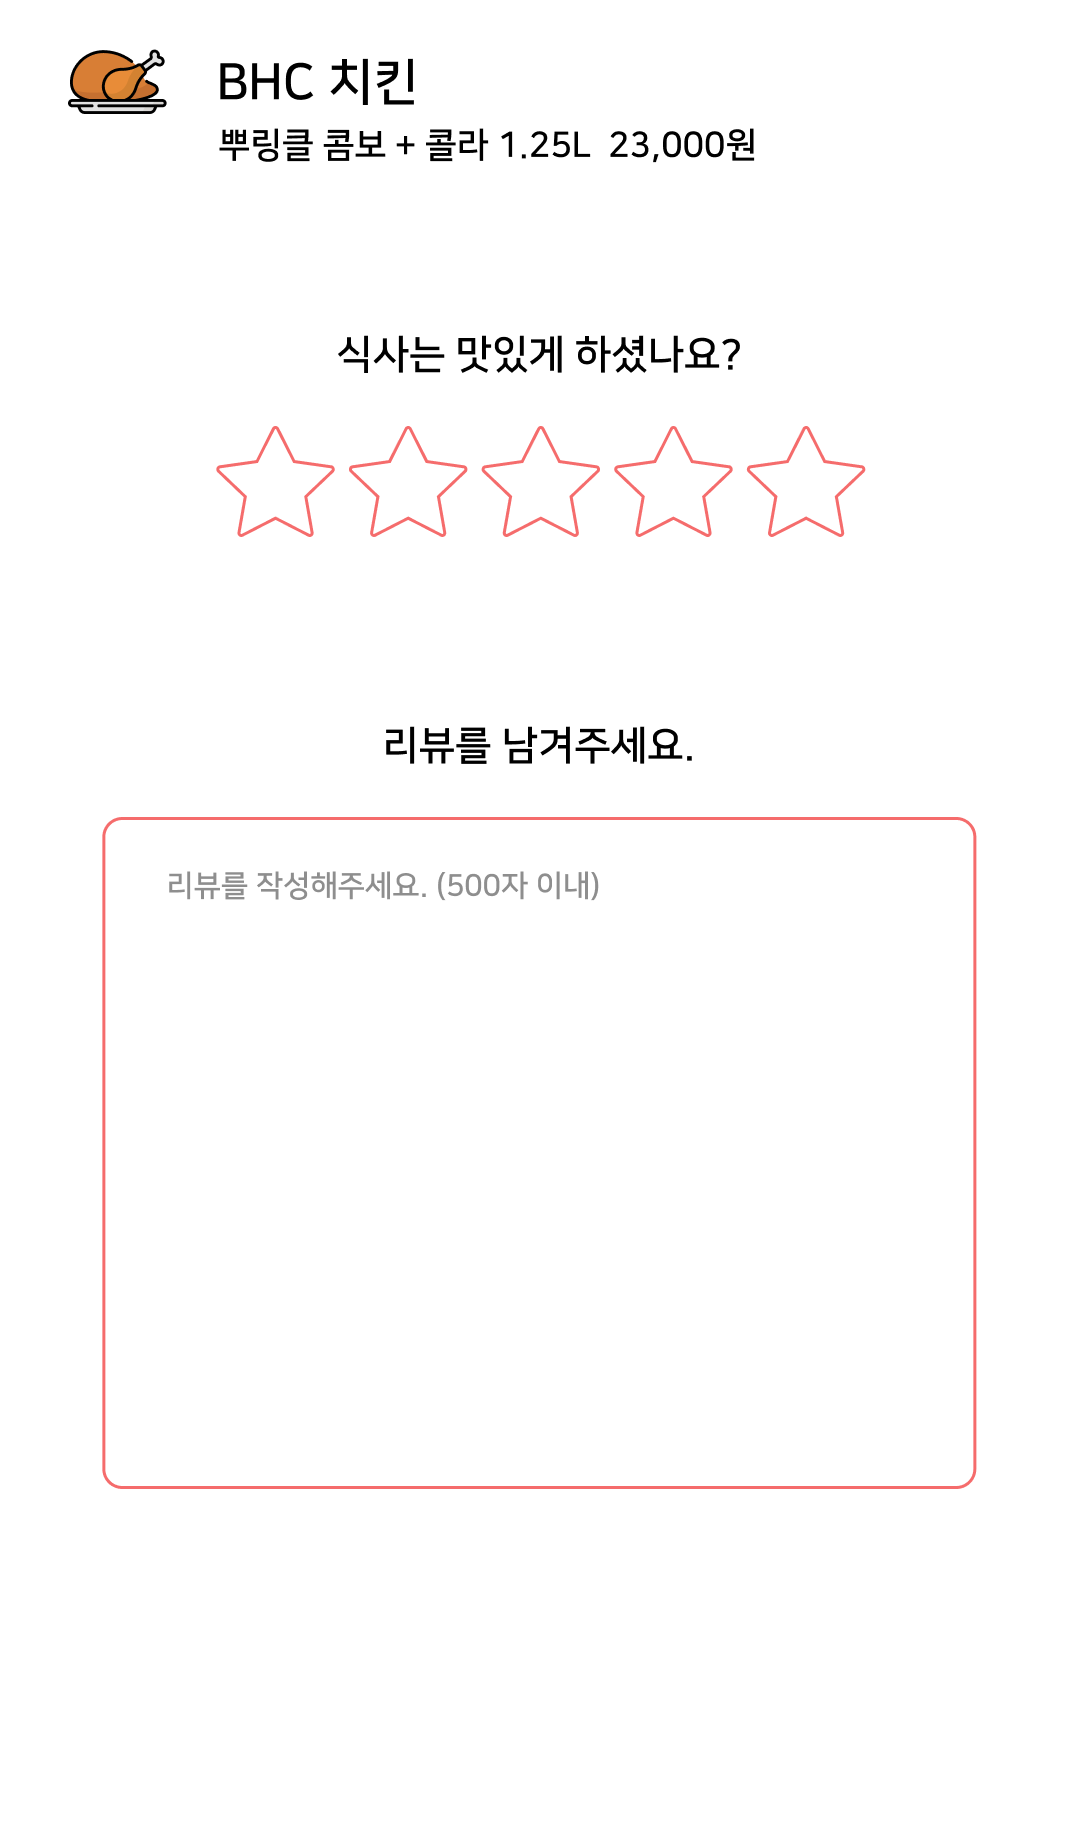 BHC 치킨
뿌링클 콤보 + 콜라 1.25L  23,000원
식사는 맛있게 하셨나요?
리뷰를 남겨주세요.
리뷰를 작성해주세요. (500자 이내)